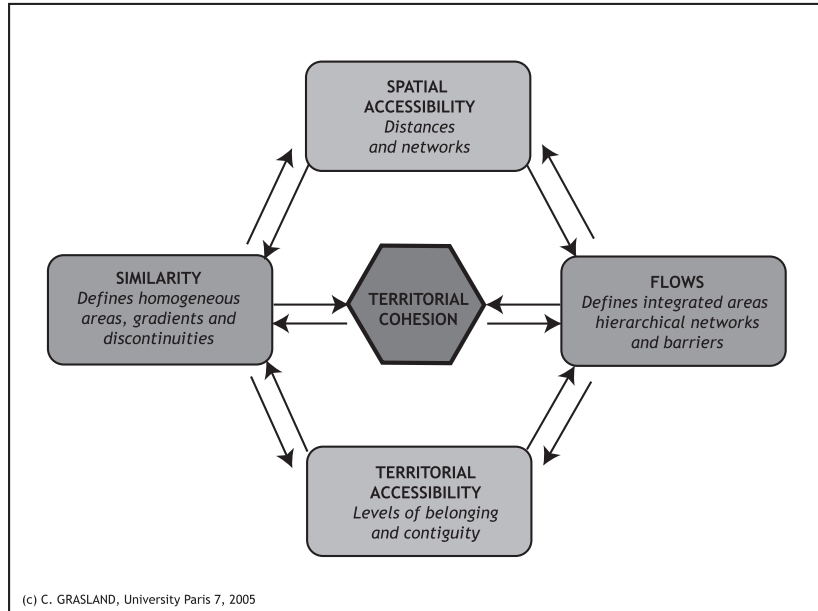 SPATIAL
ACCESSIBILITY
Distances
and networks
SIMILARITY
Defines homogeneous
areas, gradients and
discontinuities
TERRITORIAL
COHESION
FLOWS
Defines integrated areas
hierarchical networks
and barriers
TERRITORIAL
ACCESSIBILITY
Levels of belonging
and contiguity
(c) C. GRASLAND, University Paris 7, 2005